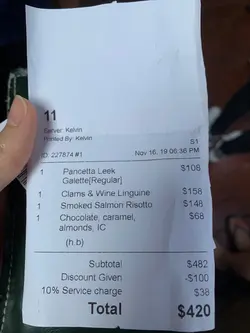 11
Server: Kelvin
Printed By: Kelvin
S1
ID: 227874 #1 Nov 16, 19 06:36 PM
1 Pancetta Leek $108
Galette[Regular]
1 Clams & Wine Linguine $158
1 Smoked Salmon Risotto $148
1 Chocolate, caramel, $68
almonds, IC
(h.b)
Subtotal $482
Discount Given -$100
10% Service charge $38
Total $420